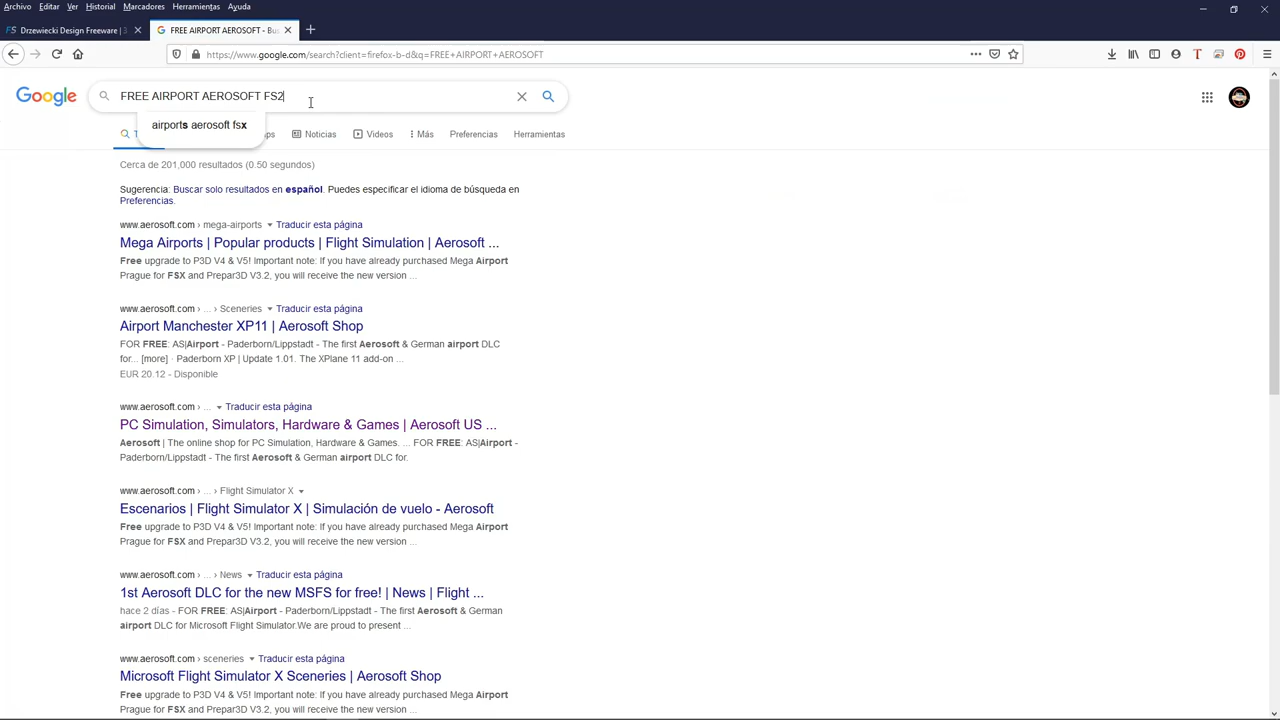 Archivo Editar Ver Historial Marcadores Herramientas Ayuda
FS Drzewiecki Design Freeware | 3
FREE AIRPORT AEROSOFT - Bu
https://www.google.com/search?client=firefox-b-d&q=FREE+AIRPORT+AEROSOFT
Google
FREE AIRPORT AEROSOFT FS2
airports aerosoft fsx
T
ps
Noticias
Videos
Más
Preferencias
Herramientas
Cerca de 201,000 resultados (0.50 segundos)
Sugerencia: Buscar solo resultados en español. Puedes especificar el idioma de búsqueda en
Preferencias.
www.aerosoft.com › mega-airports ▾ Traducir esta página
Mega Airports | Popular products | Flight Simulation | Aerosoft ...
Free upgrade to P3D V4 & V5! Important note: If you have already purchased Mega Airport
Prague for FSX and Prepar3D V3.2, you will receive the new version ...
www.aerosoft.com › ... › Sceneries ▾ Traducir esta página
Airport Manchester XP11 | Aerosoft Shop
FOR FREE: AS|Airport - Paderborn/Lippstadt - The first Aerosoft & German airport DLC
for... [more] · Paderborn XP | Update 1.01. The XPlane 11 add-on ...
EUR 20.12 - Disponible
www.aerosoft.com › ... ▾ Traducir esta página
PC Simulation, Simulators, Hardware & Games | Aerosoft US ...
Aerosoft | The online shop for PC Simulation, Hardware & Games. ... FOR FREE: AS|Airport -
Paderborn/Lippstadt - The first Aerosoft & German airport DLC for.
www.aerosoft.com › ... › Flight Simulator X ▾
Escenarios | Flight Simulator X | Simulación de vuelo - Aerosoft
Free upgrade to P3D V4 & V5! Important note: If you have already purchased Mega Airport
Prague for FSX and Prepar3D V3.2, you will receive the new version ...
www.aerosoft.com › ... › News ▾ Traducir esta página
1st Aerosoft DLC for the new MSFS for free! | News | Flight ...
hace 2 días - FOR FREE: AS|Airport - Paderborn/Lippstadt - The first Aerosoft & German
airport DLC for Microsoft Flight Simulator.We are proud to present ...
www.aerosoft.com › sceneries ▾ Traducir esta página
Microsoft Flight Simulator X Sceneries | Aerosoft Shop
Free upgrade to P3D V4 & V5! Important note: If you have already purchased Mega Airport
Prague for FSX and Prepar3D V3.2, you will receive the new version ...